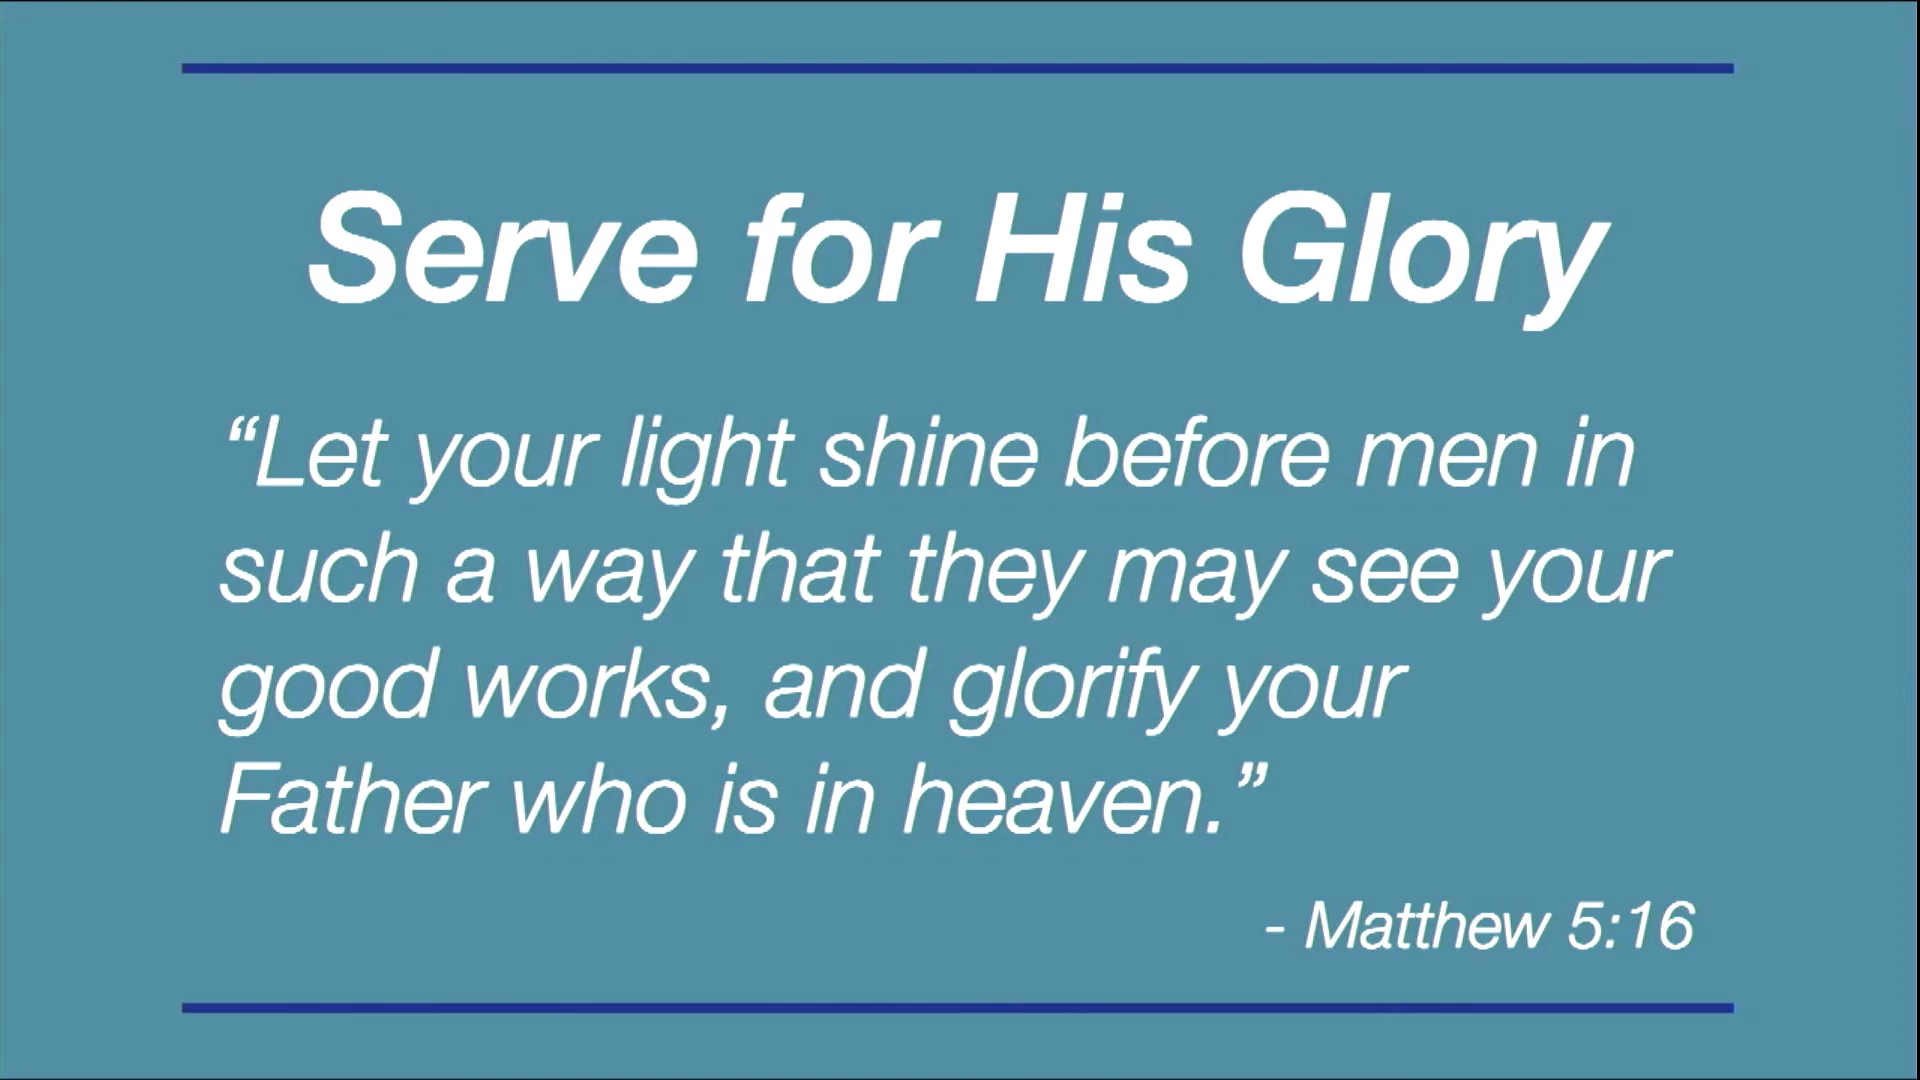 Serve for His Glory
“Let your light shine before men in
such a way that they may see your
good works, and glorify your
Father who is in heaven.”
- Matthew 5:16